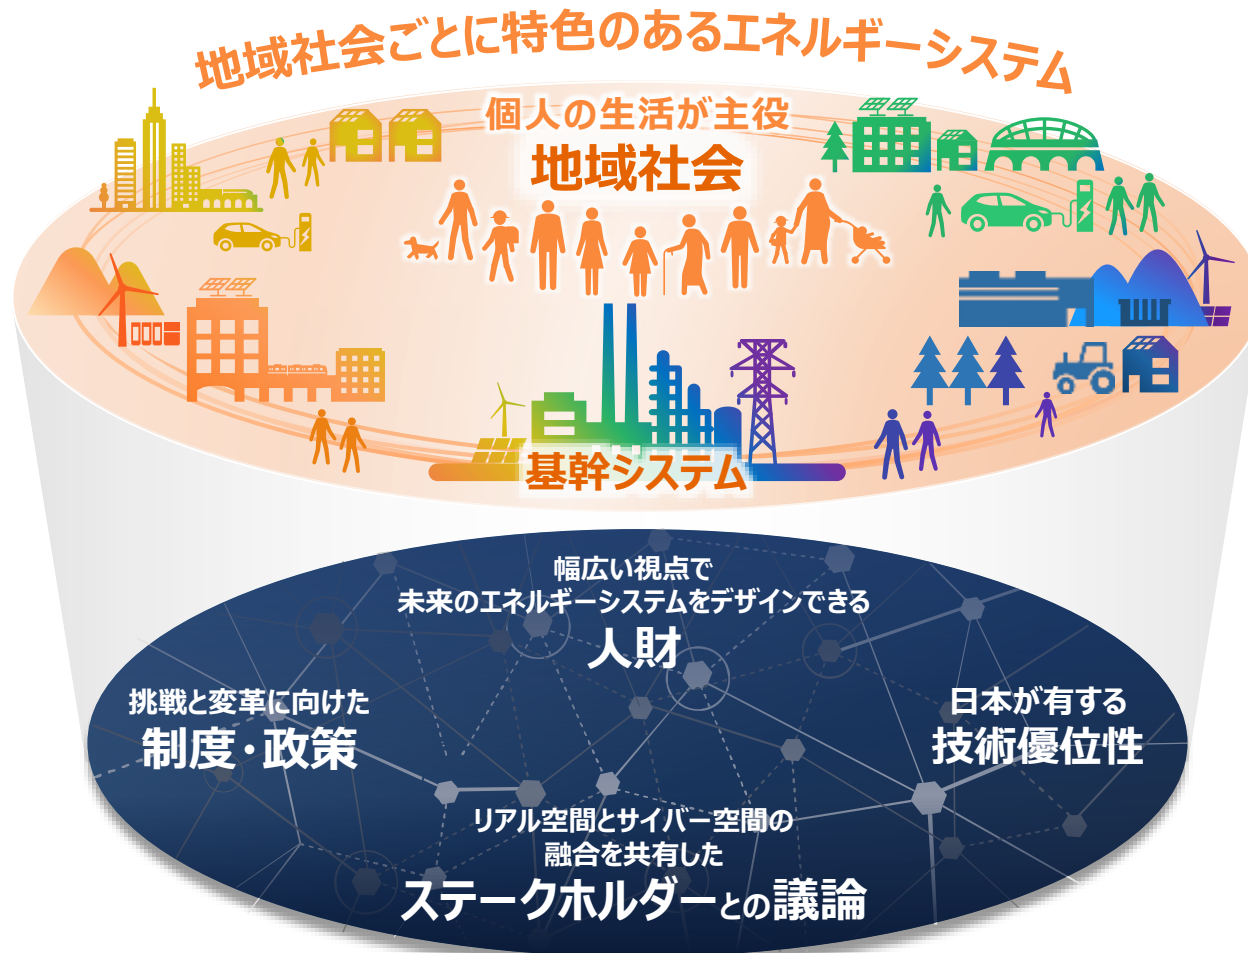 地域社会ごとに特色のあるエネルギーシステム
個人の生活が主役
地域社会
基幹システム
幅広い視点で
未来のエネルギーシステムをデザインできる
人財
挑戦と変革に向けた
制度・政策
日本が有する
技術優位性
リアル空間とサイバー空間の
融合を共有した
ステークホルダーとの議論